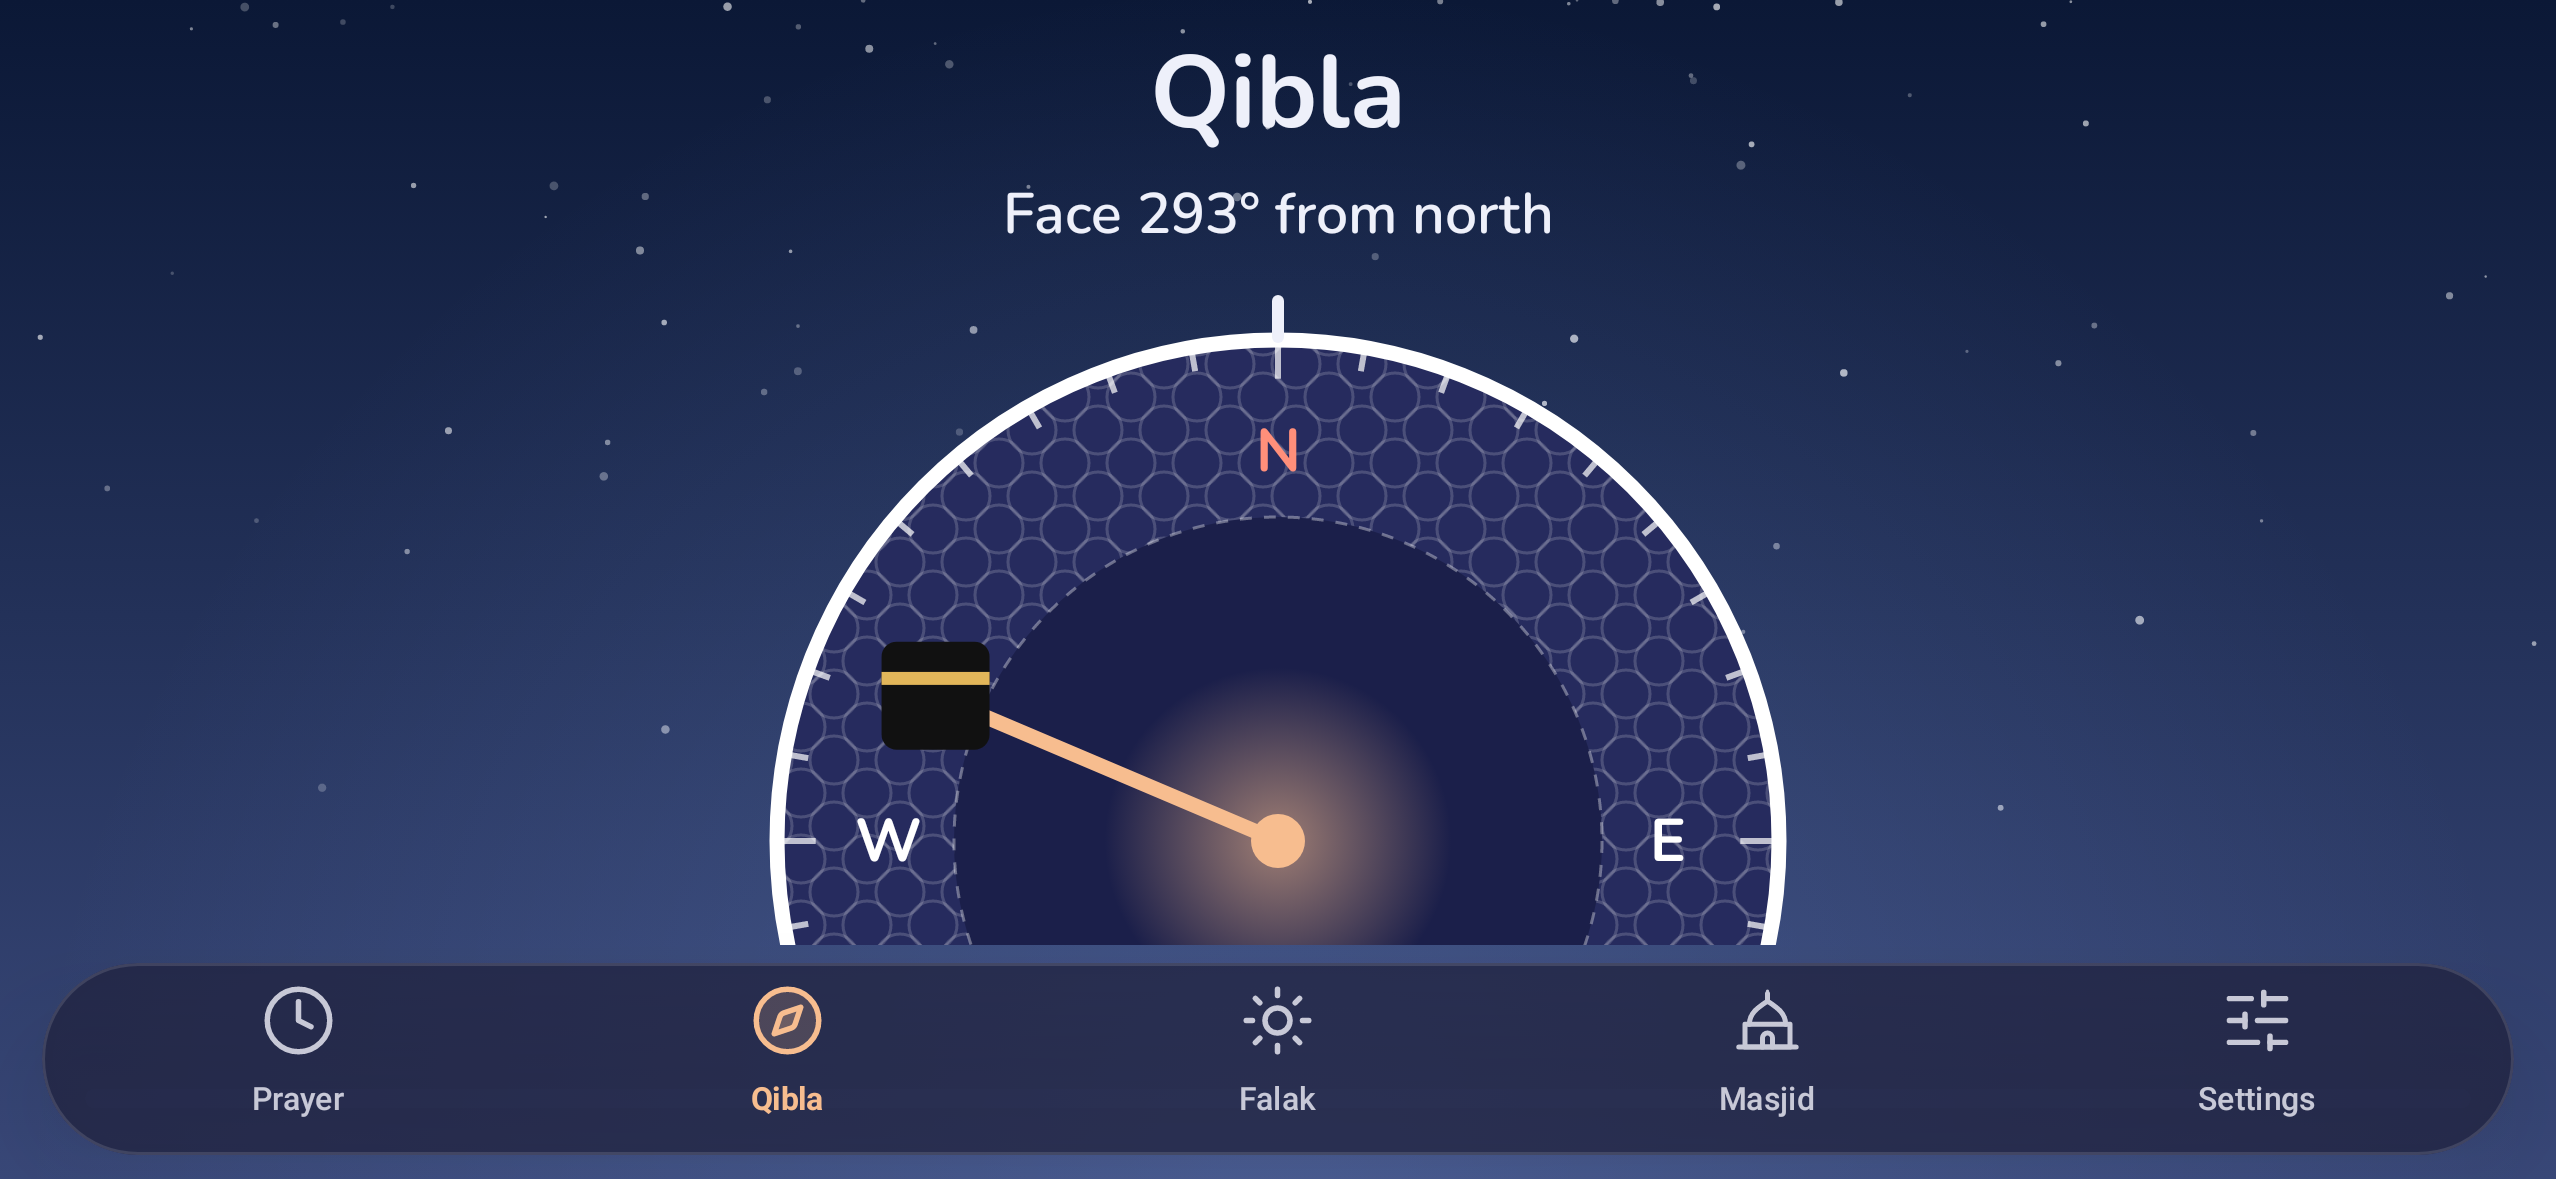 Qibla
Face 293° from north
N
W
E
Prayer
Qibla
Falak
Masjid
Settings